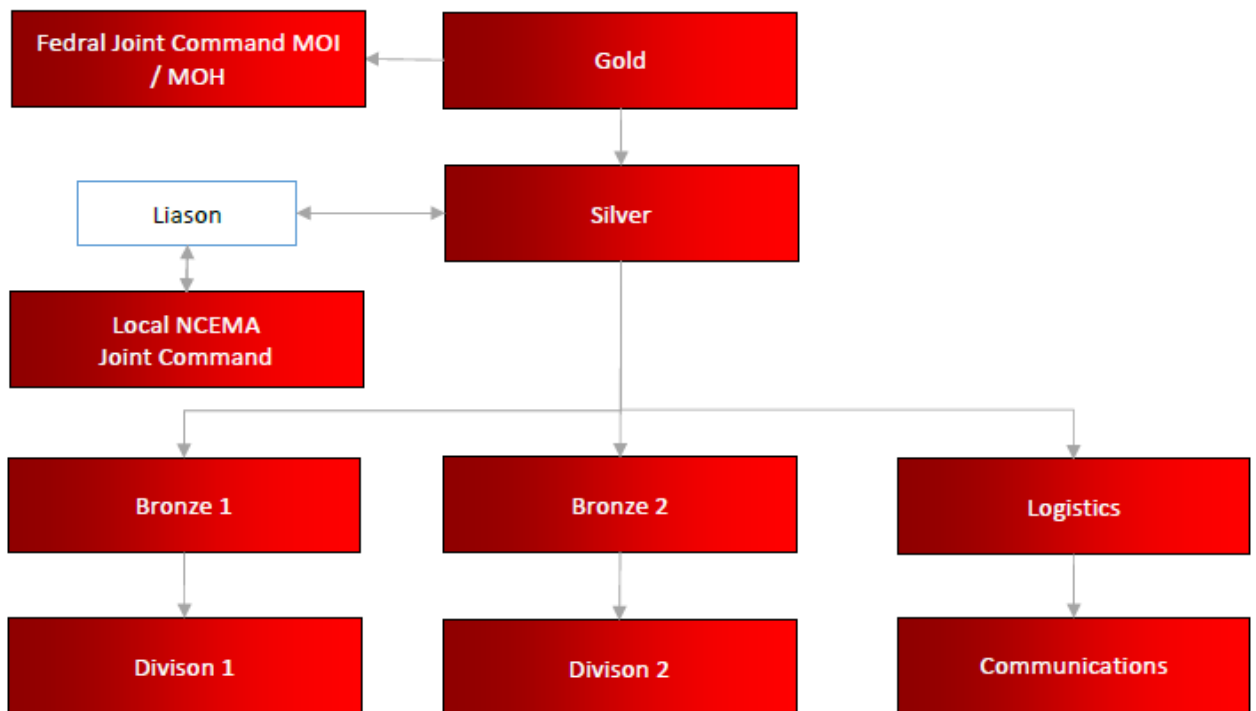 Fedral Joint Command MOI
/ MOH
Gold
Liason
Silver
Local NCEMA
Joint Command
Bronze 1
Bronze 2
Logistics
Divison 1
Divison 2
Communications